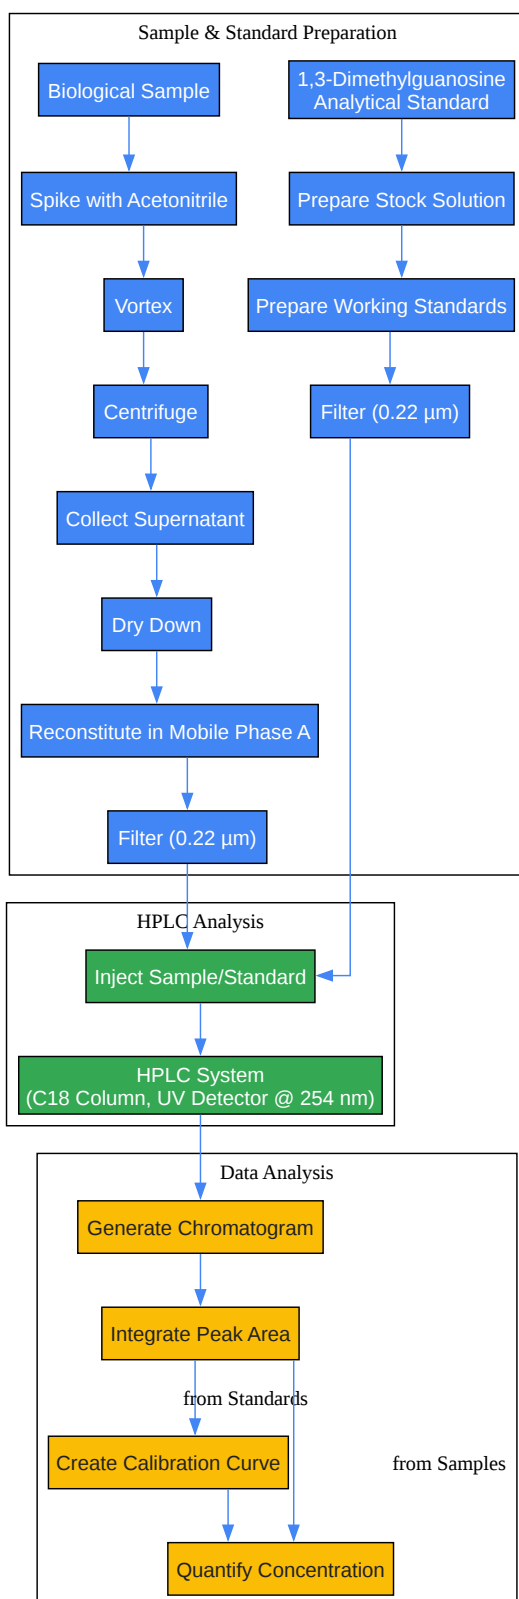 Sample & Standard Preparation
Biological Sample
1,3-Dimethylguanosine
Analytical Standard
Spike with Acetonitrile
Prepare Stock Solution
Vortex
Prepare Working Standards
Centrifuge
Filter (0.22 µm)
Collect Supernatant
Dry Down
Reconstitute in Mobile Phase A
Filter (0.22 µm)
HPLC Analysis
Inject Sample/Standard
HPLC System
(C18 Column, UV Detector @ 254 nm)
Data Analysis
Generate Chromatogram
Integrate Peak Area
from Standards
Create Calibration Curve
from Samples
Quantify Concentration